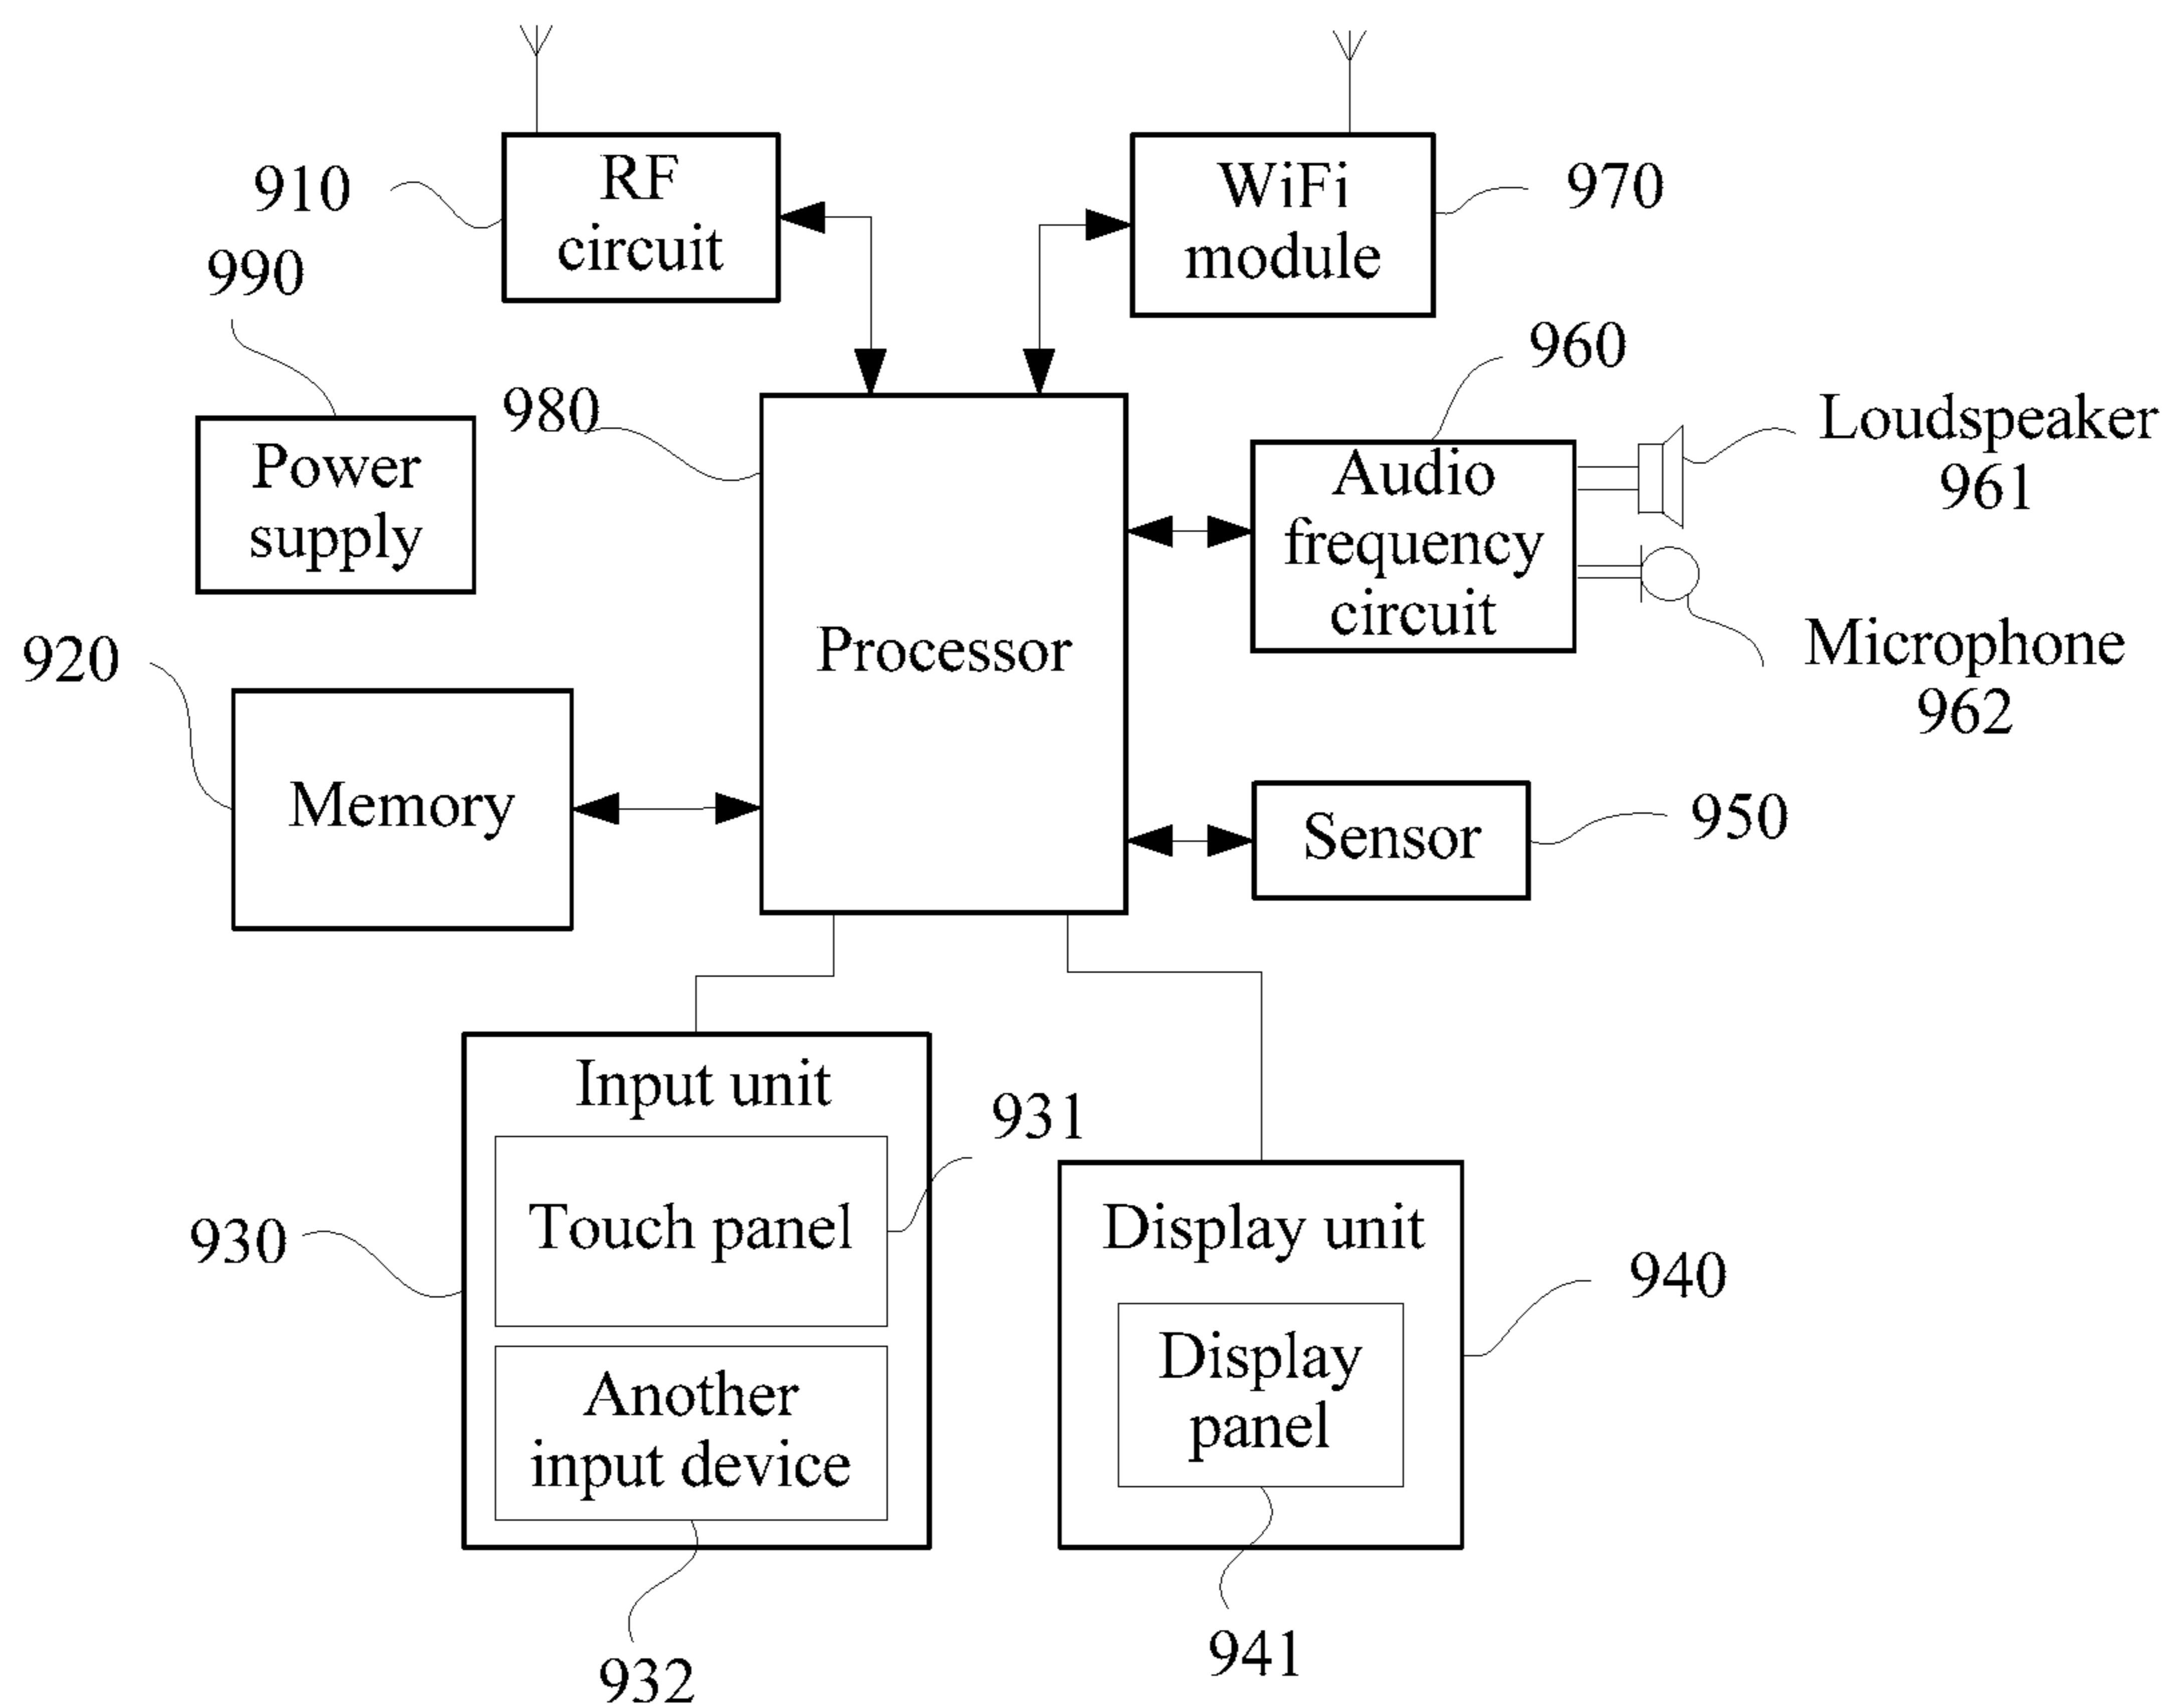 910
RF
circuit
WiFi
module
970
990
980
960
Power
supply
Audio
frequency
circuit
Loudspeaker
961
920
Processor
Microphone
962
Memory
Sensor
950
Input unit
931
930
Touch panel
Display unit
940
Another
input device
Display
panel
932
941